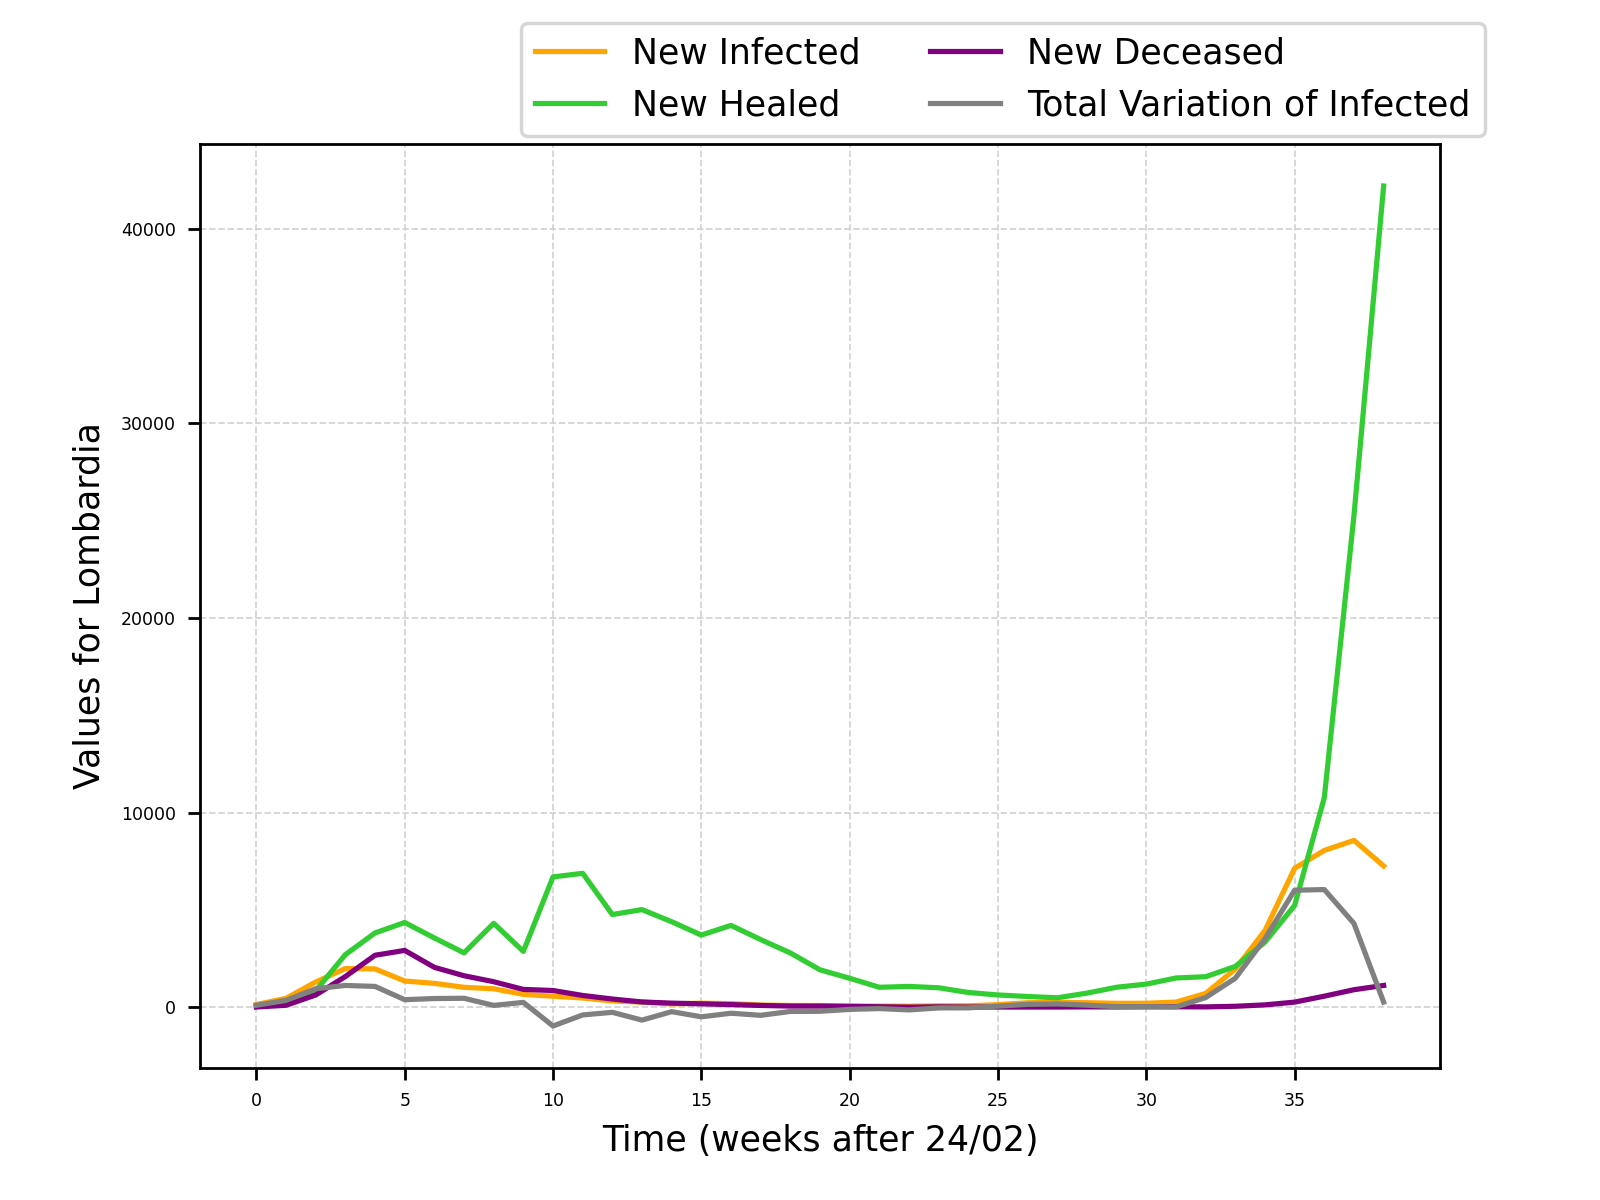 New Infected
New Healed
New Deceased
Total Variation of Infected
Values for Lombardia
40000
30000
20000
10000
0
0 5 10 15 20 25 30 35
Time (weeks after 24/02)